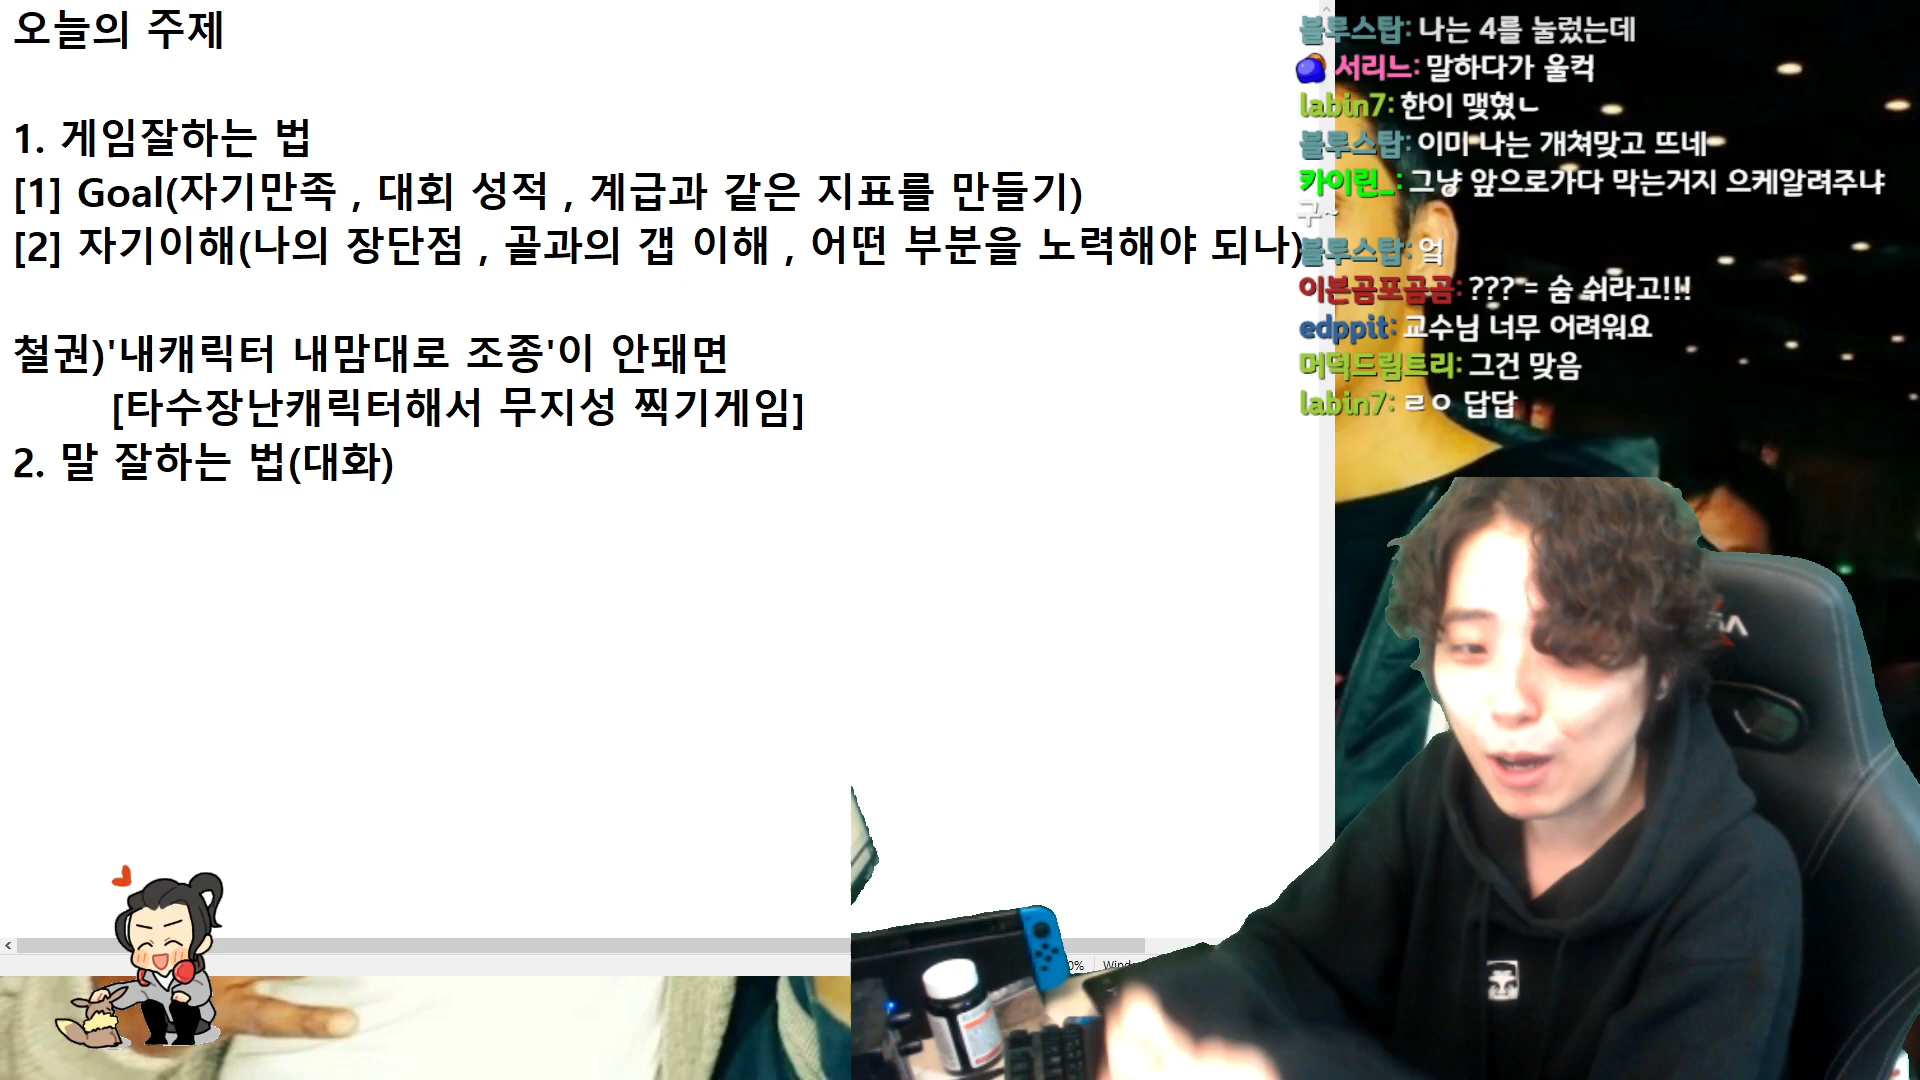 오늘의 주제
1. 게임잘하는 법
[1] Goal(자기만족 , 대회 성적 , 계급과 같은 지표를 만들기)
[2] 자기이해(나의 장단점 , 골과의 갭 이해 , 어떤 부분을 노력해야 되나)
철권)'내캐릭터 내맘대로 조종'이 안돼면
[타수장난캐릭터해서 무지성 찍기게임]
2. 말 잘하는 법(대화)
블루스탑: 나는 4를 눌렀는데
서리느: 말하다가 울컥
labin7: 한이 맺혔ㄴ
블루스탑: 이미 나는 개쳐맞고 뜨네
카이린_: 그냥 앞으로가다 막는거지 으케알려주냐
구~
블루스탑: 얽
이븐곰포곰곰: ??? = 숨 쉬라고!!!
edppit: 교수님 너무 어려워요
머덕드림트리: 그건 맞음
labin7: ㄹㅇ 답답
0% Wind